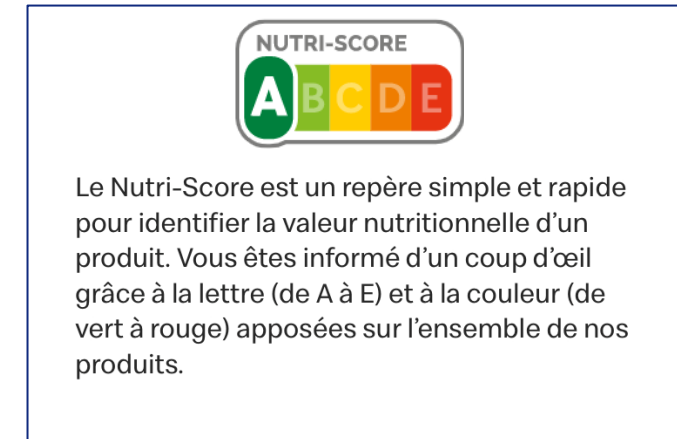 NUTRI-SCORE
A B C D E
Le Nutri-Score est un repère simple et rapide
pour identifier la valeur nutritionnelle d’un
produit. Vous êtes informé d’un coup d’œil
grâce à la lettre (de A à E) et à la couleur (de
vert à rouge) apposées sur l’ensemble de nos
produits.